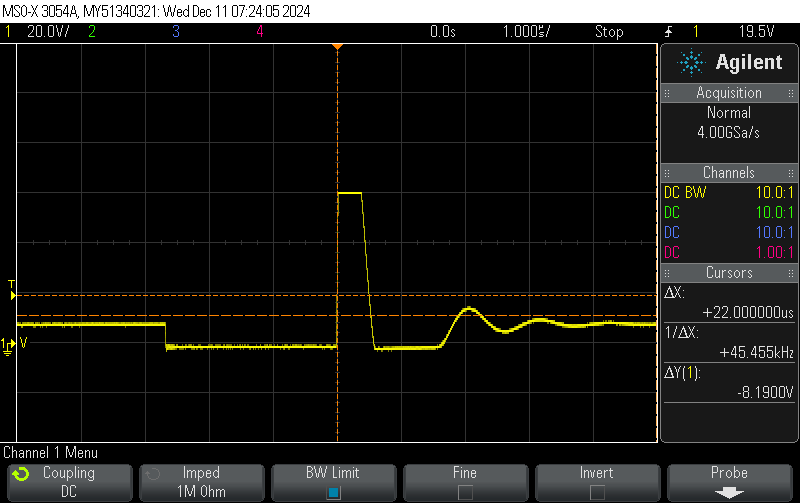 MSO-X 3054A, MY51340321: Wed Dec 11 07:24:05 2024
1 20.0V/ 2 3 4 0.0s 1.000ms/ Stop 1 19.5V
Agilent
Acquisition
Normal
4.00GSa/s
Channels
DC BW 10.0:1
DC 10.0:1
DC 10.0:1
DC 1.00:1
Cursors
ΔX:
+22.000000us
1/ΔX:
+45.455kHz
ΔY(1):
-8.1900V
T
1 V
Channel 1 Menu
Coupling
DC
Imped
1M Ohm
BW Limit
Fine
Invert
Probe